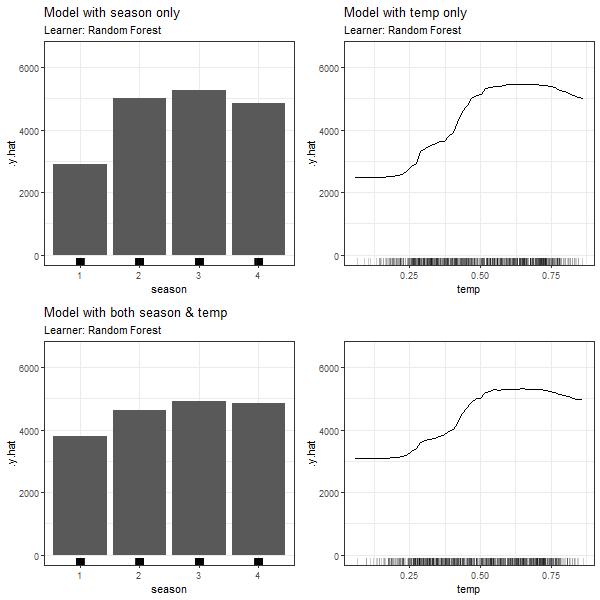 Model with season only
Learner: Random Forest
6000
4000
2000
0
.y.hat
1 2 3 4
season
Model with temp only
Learner: Random Forest
6000
4000
2000
0
.y.hat
0.25 0.50 0.75
temp
Model with both season & temp
Learner: Random Forest
6000
4000
2000
0
.y.hat
1 2 3 4
season
6000
4000
2000
0
.y.hat
0.25 0.50 0.75
temp